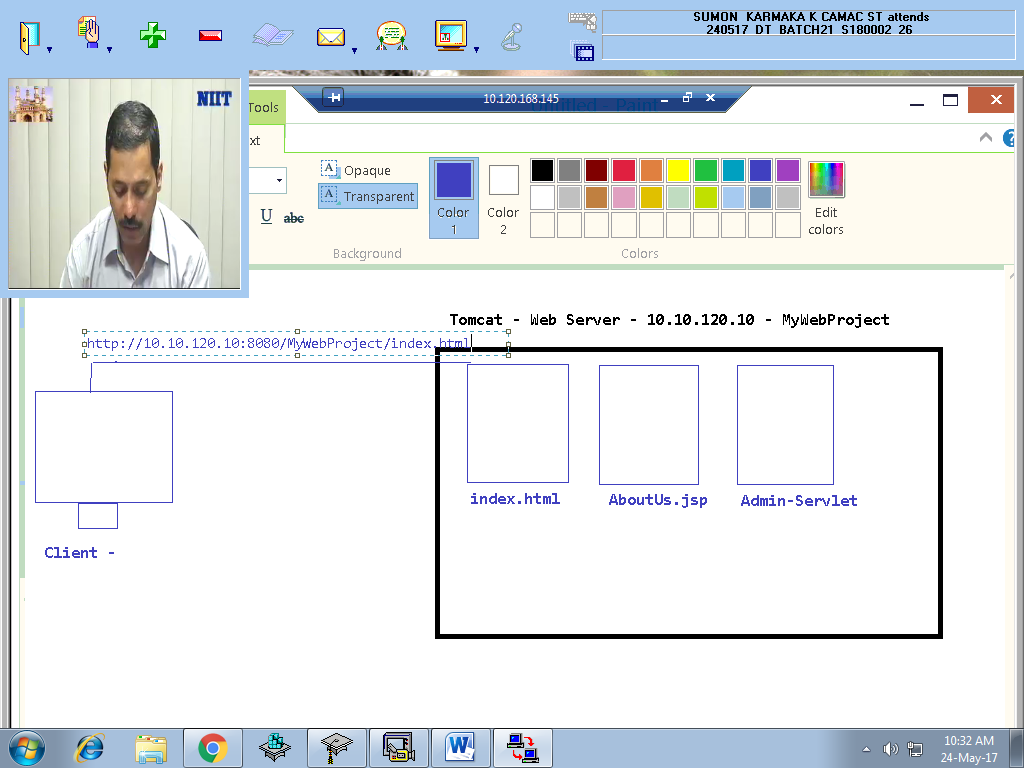 SUMON KARMAKA K CAMAC ST attends
240517 DT BATCH21 S180002 26
NIIT
Tools
10.120.168.145
Untitled - Paint
xt
Opaque
Transparent
U abc
Background
Color
1
Color
2
Edit
colors
Colors
Tomcat - Web Server - 10.10.120.10 - MyWebProject
http://10.10.120.10:8080/MyWebProject/index.html
index.html
AboutUs.jsp
Admin-Servlet
Client -
10:32 AM
24-May-17